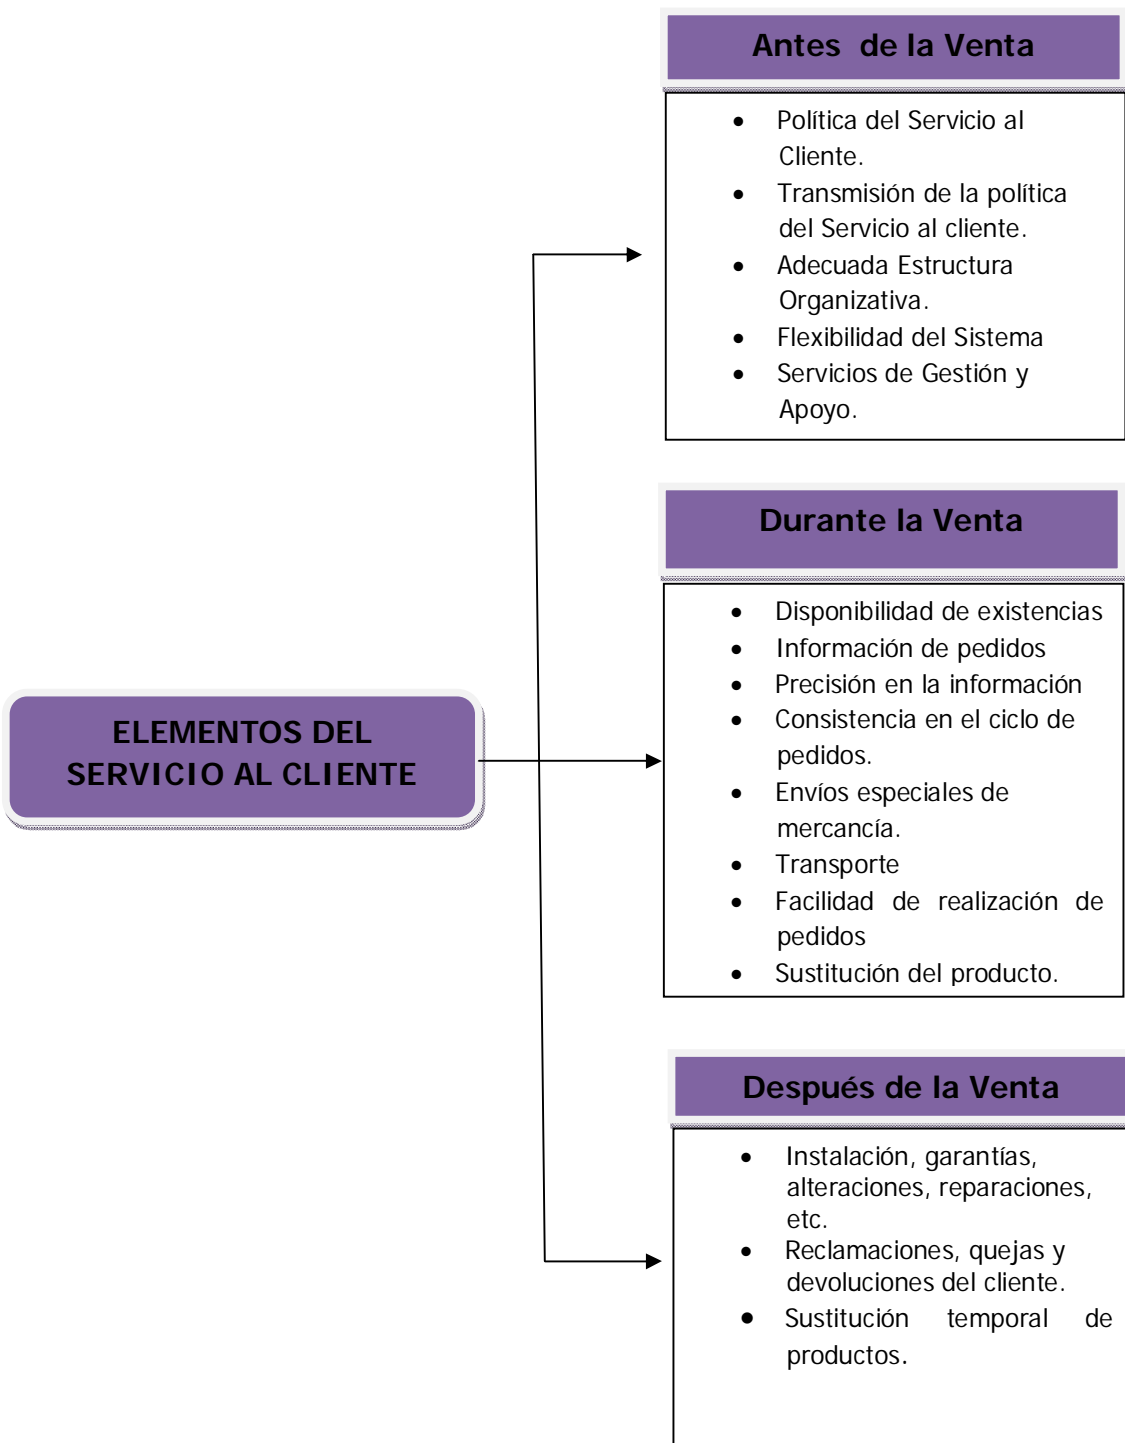 Antes de la Venta
• Política del Servicio al
Cliente.
• Transmisión de la política
del Servicio al cliente.
• Adecuada Estructura
Organizativa.
• Flexibilidad del Sistema
• Servicios de Gestión y
Apoyo.
Durante la Venta
• Disponibilidad de existencias
• Información de pedidos
• Precisión en la información
• Consistencia en el ciclo de
pedidos.
• Envíos especiales de
mercancía.
• Transporte
• Facilidad de realización de
pedidos
• Sustitución del producto.
ELEMENTOS DEL
SERVICIO AL CLIENTE
Después de la Venta
• Instalación, garantías,
alteraciones, reparaciones,
etc.
• Reclamaciones, quejas y
devoluciones del cliente.
• Sustitución temporal de
productos.